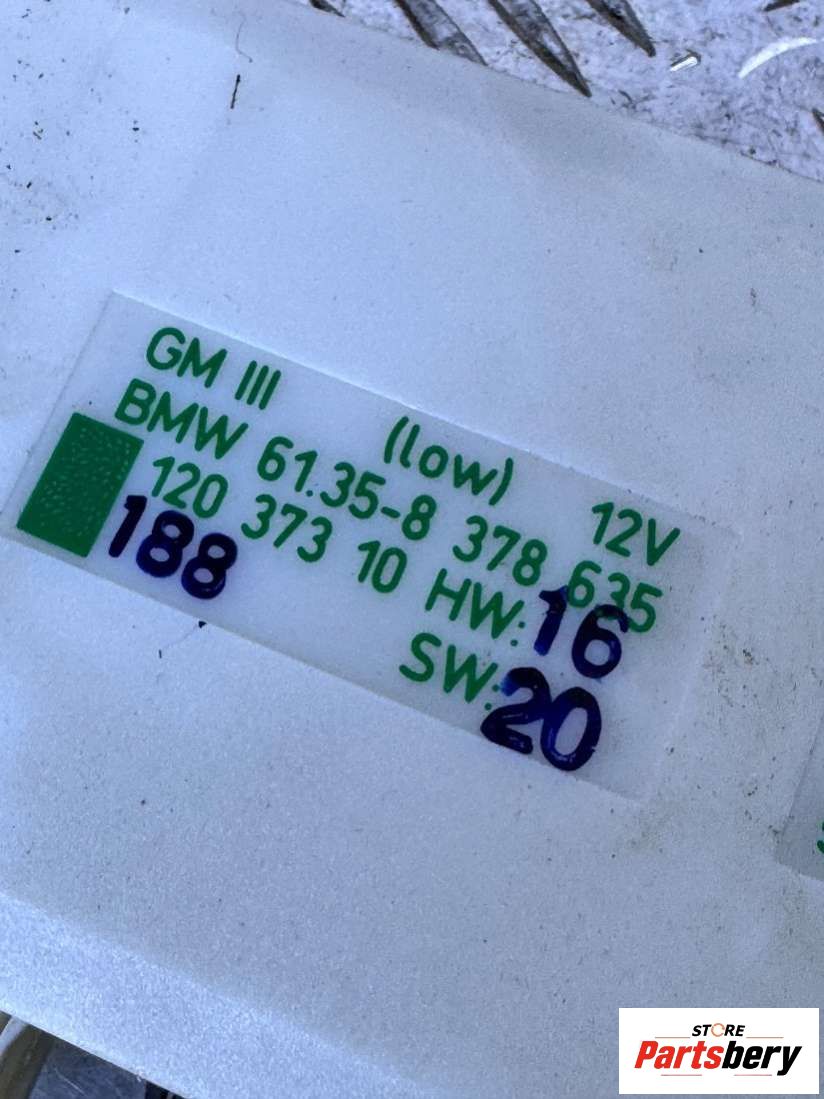 GM III (low) 12V
BMW 61.35-8 378 635
120 373 10 HW: 16
188 SW: 20
STORE
Partsbery